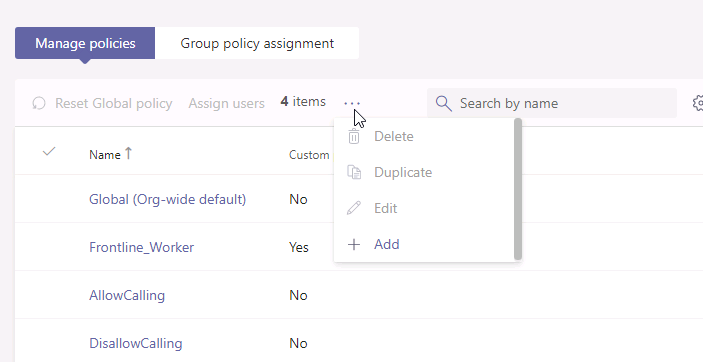 Manage policies
Group policy assignment
Reset Global policy
Assign users
4 items
...
Search by name
Delete
Duplicate
Edit
Add
Name ↑
Custom
Global (Org-wide default)
No
Frontline_Worker
Yes
AllowCalling
No
DisallowCalling
No